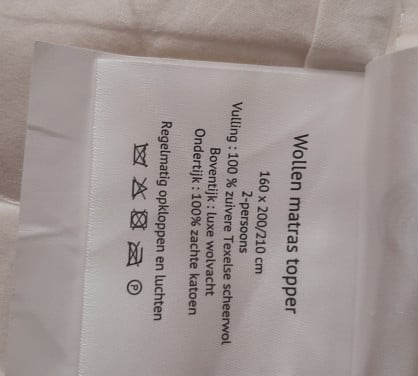 Wollen matras topper
160 x 200/210 cm
2-persoons
Vulling : 100 % zuivere Texelse scheerwol
Boventijk : luxe wolvacht
Ondertijk : 100% zachte katoen
Regelmatig opkloppen en luchten
P